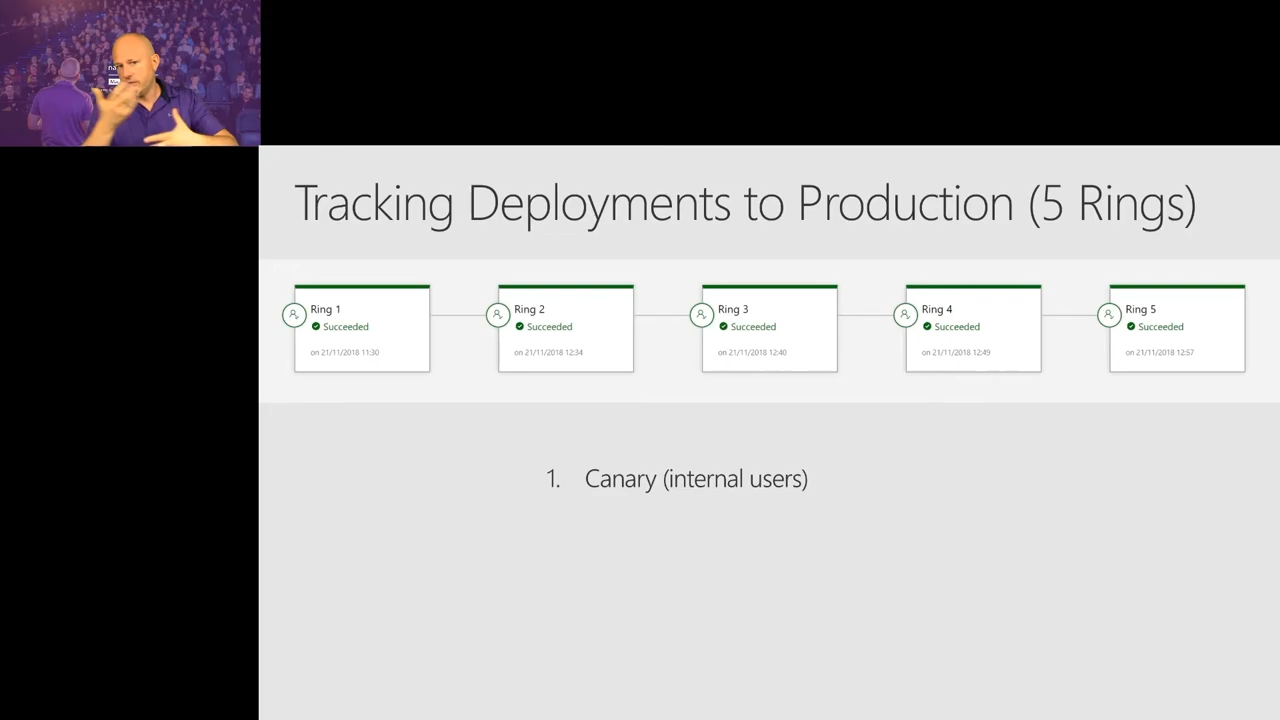 Tracking Deployments to Production (5 Rings)
Ring 1
Succeeded
on 21/11/2018 11:30
Ring 2
Succeeded
on 21/11/2018 12:34
Ring 3
Succeeded
on 21/11/2018 12:40
Ring 4
Succeeded
on 21/11/2018 12:49
Ring 5
Succeeded
on 21/11/2018 12:57
1. Canary (internal users)